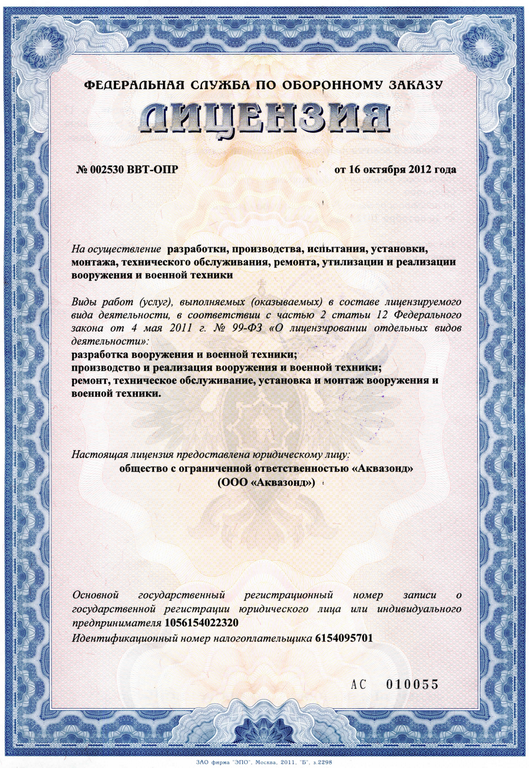 ФЕДЕРАЛЬНАЯ СЛУЖБА ПО ОБОРОННОМУ ЗАКАЗУ
ЛИЦЕНЗИЯ
№ 002530 ВВТ-ОПР от 16 октября 2012 года
На осуществление разработки, производства, испытания, установки,
монтажа, технического обслуживания, ремонта, утилизации и реализации
вооружения и военной техники
Виды работ (услуг), выполняемых (оказываемых) в составе лицензируемого
вида деятельности, в соответствии с частью 2 статьи 12 Федерального
закона от 4 мая 2011 г. № 99-ФЗ «О лицензировании отдельных видов
деятельности»:
разработка вооружения и военной техники;
производство и реализация вооружения и военной техники;
ремонт, техническое обслуживание, установка и монтаж вооружения и
военной техники.
Настоящая лицензия предоставлена юридическому лицу:
общество с ограниченной ответственностью «Аквазонд»
(ООО «Аквазонд»)
Основной государственный регистрационный номер записи о
государственной регистрации юридического лица или индивидуального
предпринимателя 1056154022320
Идентификационный номер налогоплательщика 6154095701
АС 010055
ЗАО фирма "ЭПО", Москва, 2011, "В", з.2298